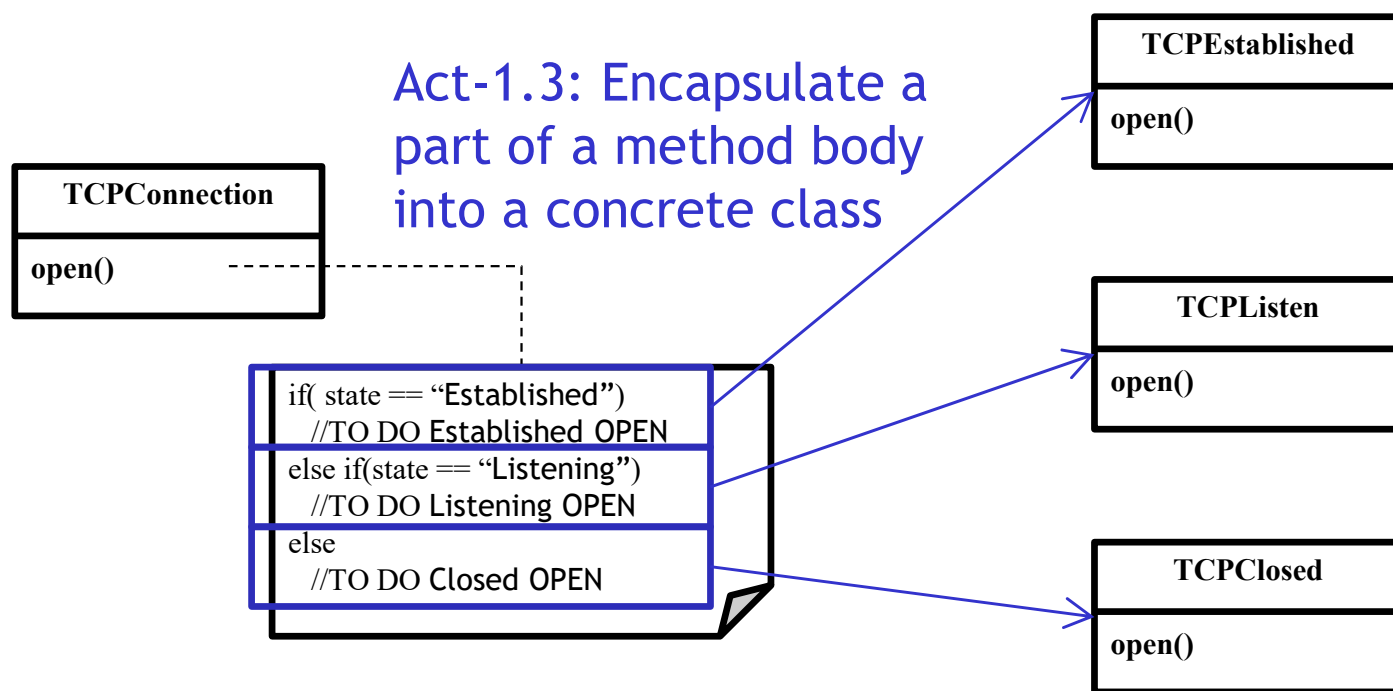 Act-1.3: Encapsulate a
part of a method body
into a concrete class
TCPConnection
open()
if( state == “Established”)
//TO DO Established OPEN
else if(state == “Listening”)
//TO DO Listening OPEN
else
//TO DO Closed OPEN
TCPEstablished
open()
TCPListen
open()
TCPClosed
open()